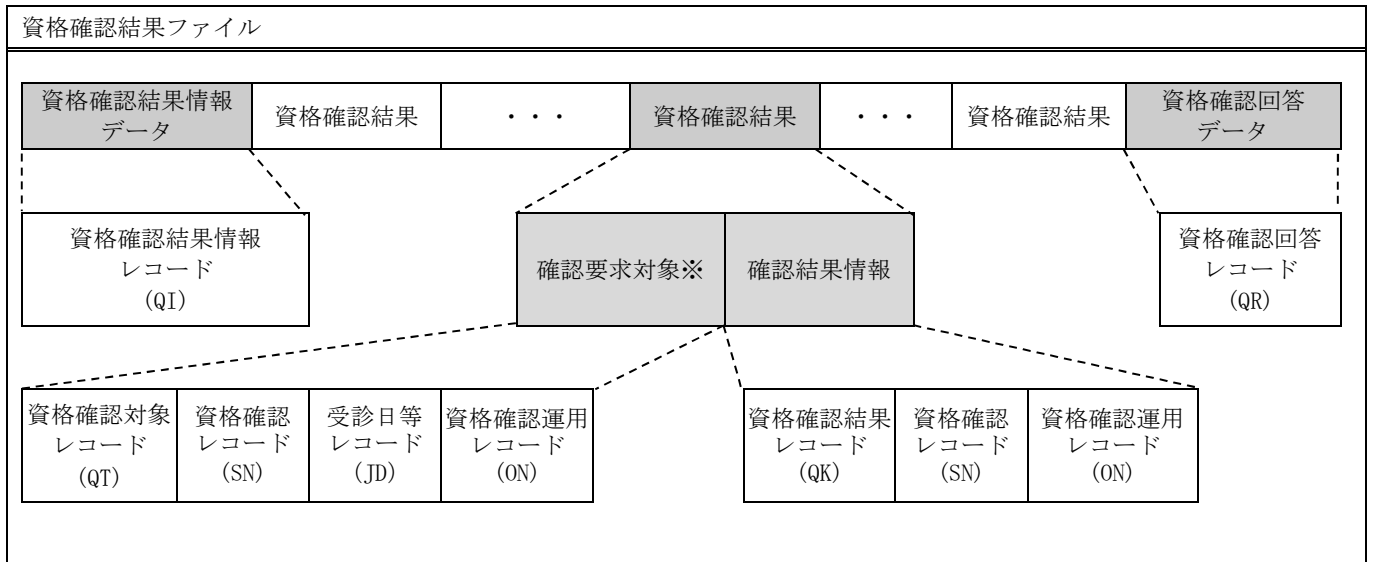 資格確認結果ファイル
資格確認結果情報
データ
資格確認結果
・・・
資格確認結果
・・・
資格確認結果
資格確認回答
データ
資格確認結果情報
レコード
(QI)
確認要求対象※
確認結果情報
資格確認回答
レコード
(QR)
資格確認対象
レコード
(QT)
資格確認
レコード
(SN)
受診日等
レコード
(JD)
資格確認運用
レコード
(ON)
資格確認結果
レコード
(QK)
資格確認
レコード
(SN)
資格確認運用
レコード
(ON)